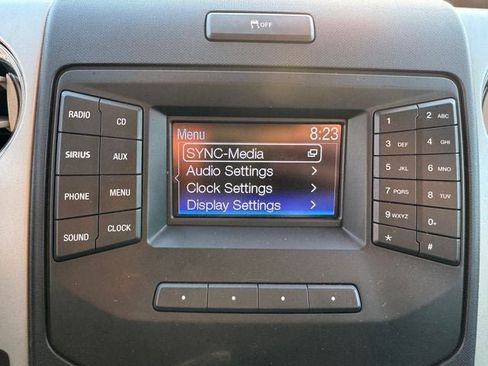 OFF
Menu 8:23
SYNC-Media
Audio Settings
Clock Settings
Display Settings
RADIO CD
SIRIUS AUX
PHONE MENU
SOUND CLOCK
1 2 ABC
3 DEF 4 GHI
5 JKL 6 MNO
7 PQRS 8 TUV
9 WXYZ 0+
* #